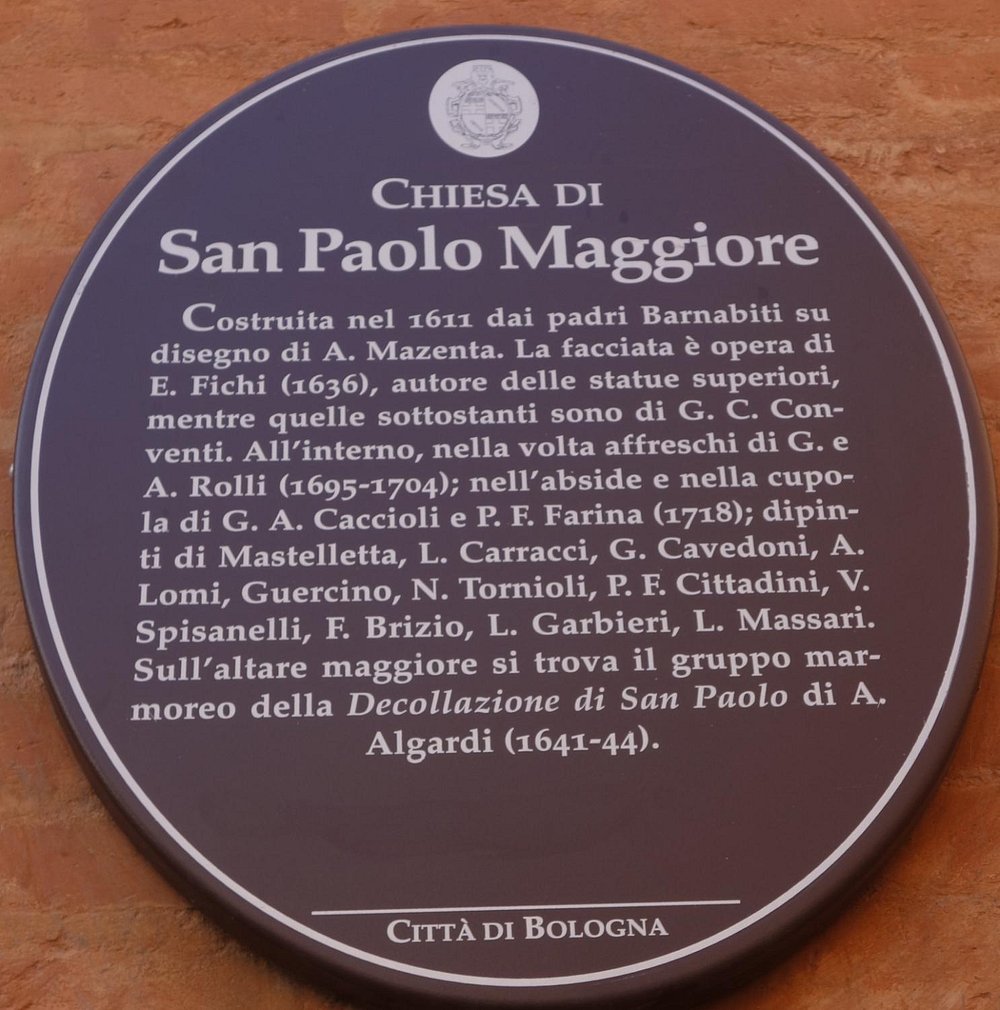 CHIESA DI
San Paolo Maggiore
Costruita nel 1611 dai padri Barnabiti su
disegno di A. Mazenta. La facciata è opera di
E. Fichi (1636), autore delle statue superiori,
mentre quelle sottostanti sono di G. C. Con-
venti. All'interno, nella volta affreschi di G. e
A. Rolli (1695-1704); nell'abside e nella cupo-
la di G. A. Caccioli e P. F. Farina (1718); dipin-
ti di Mastelletta, L. Carracci, G. Cavedoni, A.
Lomi, Guercino, N. Tornioli, P. F. Cittadini, V.
Spisanelli, F. Brizio, L. Garbieri, L. Massari.
Sull'altare maggiore si trova il gruppo mar-
moreo della Decollazione di San Paolo di A.
Algardi (1641-44).
CITTÀ DI BOLOGNA